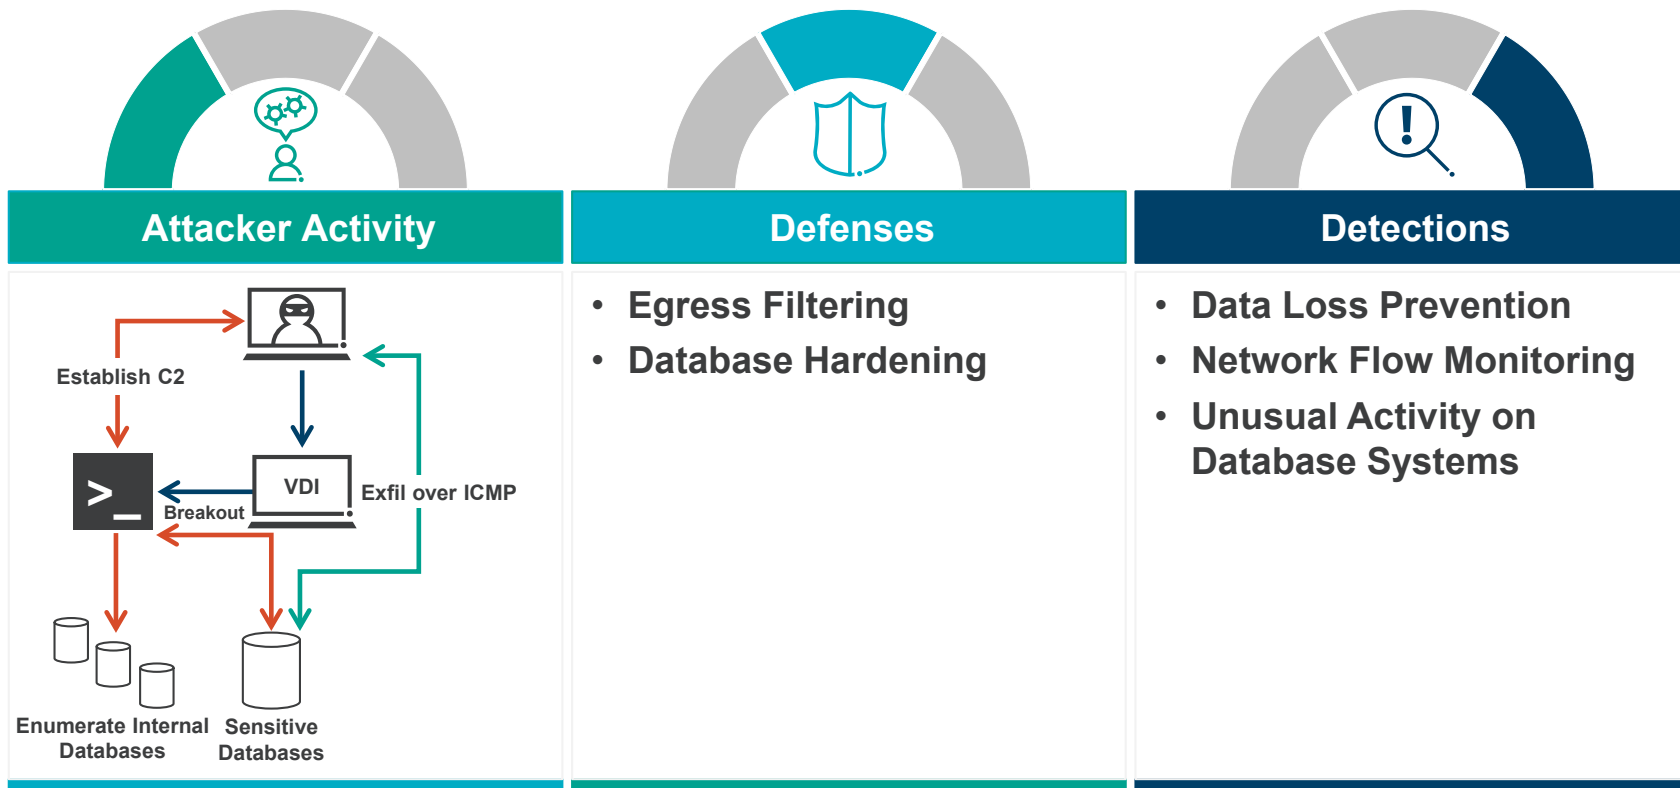 Attacker Activity
Defenses
Detections
Establish C2
>_
VDI
Breakout
Exfil over ICMP
Enumerate Internal
Databases
Sensitive
Databases
• Egress Filtering
• Database Hardening
• Data Loss Prevention
• Network Flow Monitoring
• Unusual Activity on
Database Systems